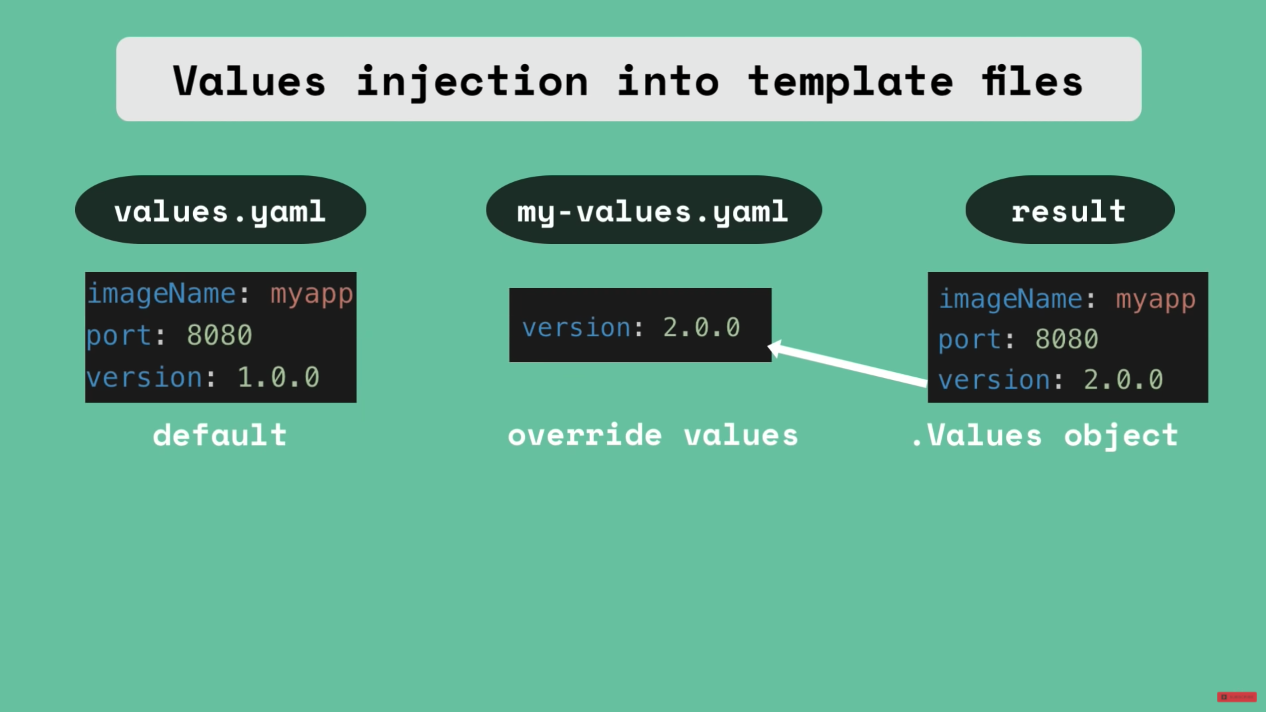 Values injection into template files
values.yaml
imageName: myapp
port: 8080
version: 1.0.0
default
my-values.yaml
version: 2.0.0
override values
result
imageName: myapp
port: 8080
version: 2.0.0
.Values object